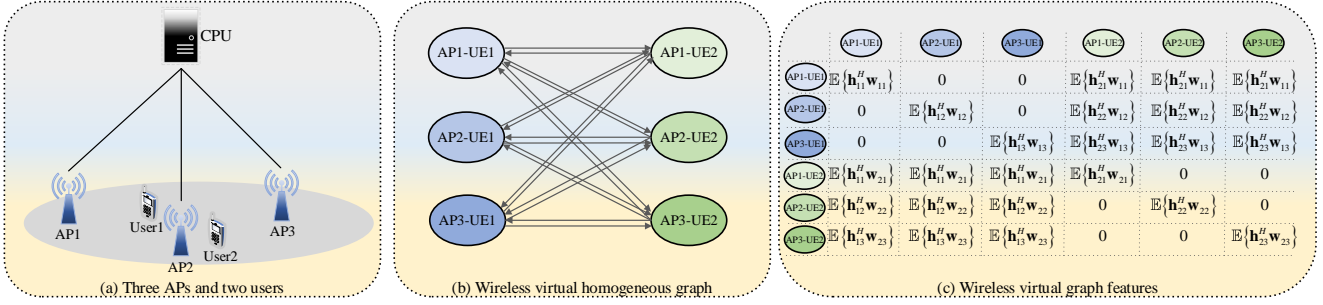 CPU
AP1
User1
AP2
User2
AP3
(a) Three APs and two users
AP1-UE1
AP1-UE2
AP2-UE1
AP2-UE2
AP3-UE1
AP3-UE2
(b) Wireless virtual homogeneous graph
AP1-UE1 AP2-UE1 AP3-UE1 AP1-UE2 AP2-UE2 AP3-UE2
AP1-UE1 𝔼{𝐡₁₁ᴴ𝐰₁₁} 0 0 𝔼{𝐡₂₁ᴴ𝐰₁₁} 𝔼{𝐡₂₁ᴴ𝐰₁₁} 𝔼{𝐡₂₁ᴴ𝐰₁₁}
AP2-UE1 0 𝔼{𝐡₁₂ᴴ𝐰₁₂} 0 𝔼{𝐡₂₂ᴴ𝐰₁₂} 𝔼{𝐡₂₂ᴴ𝐰₁₂} 𝔼{𝐡₂₂ᴴ𝐰₁₂}
AP3-UE1 0 0 𝔼{𝐡₁₃ᴴ𝐰₁₃} 𝔼{𝐡₂₃ᴴ𝐰₁₃} 𝔼{𝐡₂₃ᴴ𝐰₁₃} 𝔼{𝐡₂₃ᴴ𝐰₁₃}
AP1-UE2 𝔼{𝐡₁₁ᴴ𝐰₂₁} 𝔼{𝐡₁₁ᴴ𝐰₂₁} 𝔼{𝐡₁₁ᴴ𝐰₂₁} 𝔼{𝐡₂₁ᴴ𝐰₂₁} 0 0
AP2-UE2 𝔼{𝐡₁₂ᴴ𝐰₂₂} 𝔼{𝐡₁₂ᴴ𝐰₂₂} 𝔼{𝐡₁₂ᴴ𝐰₂₂} 0 𝔼{𝐡₂₂ᴴ𝐰₂₂} 0
AP3-UE2 𝔼{𝐡₁₃ᴴ𝐰₂₃} 𝔼{𝐡₁₃ᴴ𝐰₂₃} 𝔼{𝐡₁₃ᴴ𝐰₂₃} 0 0 𝔼{𝐡₂₃ᴴ𝐰₂₃}
(c) Wireless virtual graph features